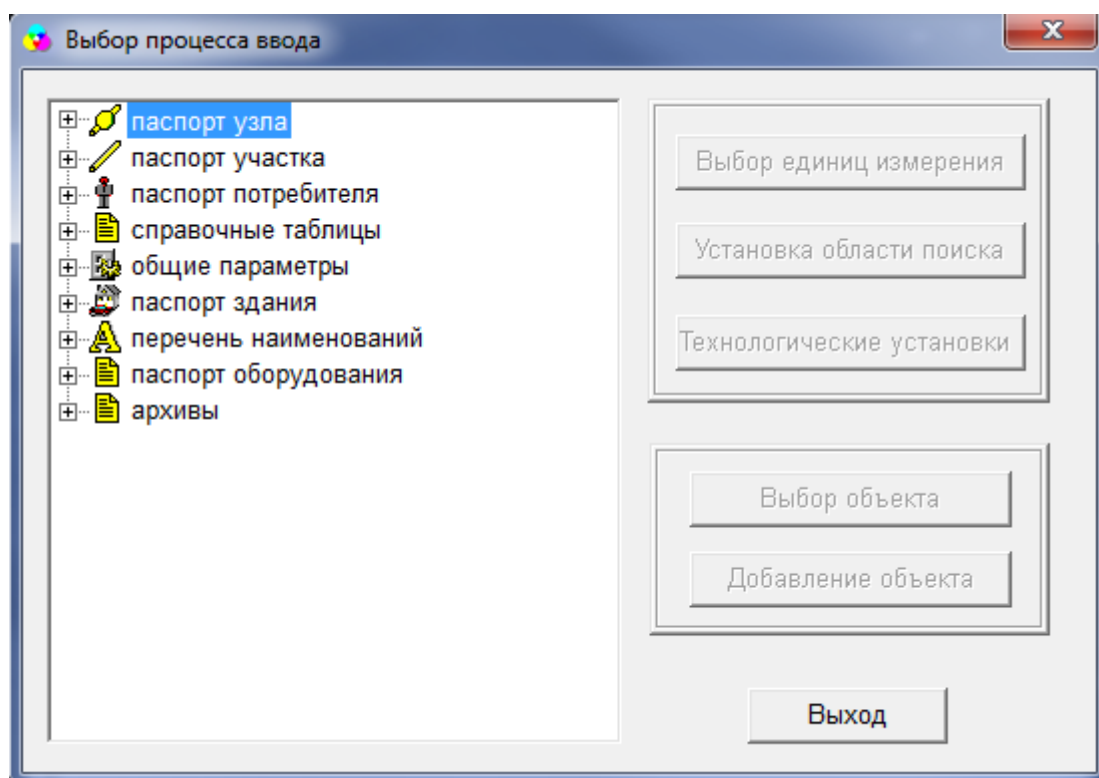 Выбор процесса ввода
паспорт узла
паспорт участка
паспорт потребителя
справочные таблицы
общие параметры
паспорт здания
перечень наименований
паспорт оборудования
архивы
Выбор единиц измерения
Установка области поиска
Технологические установки
Выбор объекта
Добавление объекта
Выход